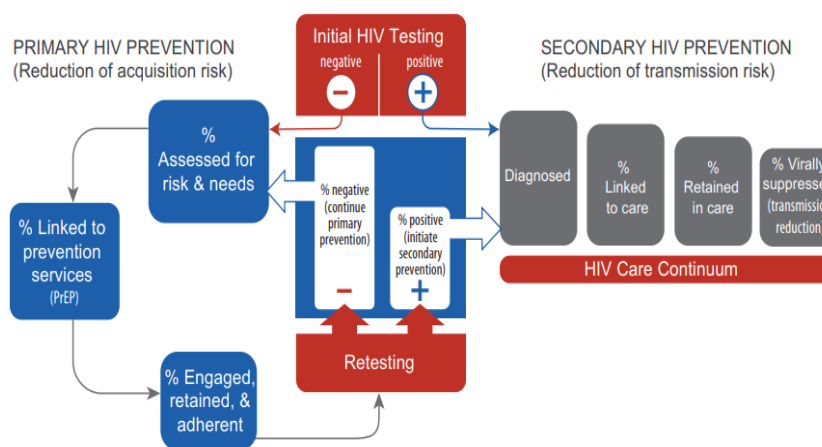 PRIMARY HIV PREVENTION
(Reduction of acquisition risk)
Initial HIV Testing
negative
positive
−
+
SECONDARY HIV PREVENTION
(Reduction of transmission risk)
%
Assessed for
risk & needs
% Linked to
prevention
services
(PrEP)
% Engaged,
retained, &
adherent
% negative
(continue
primary
prevention)
−
% positive
(initiate
secondary
prevention)
+
Retesting
Diagnosed
%
Linked
to care
%
Retained
in care
% Virally
suppresse
(transmissio
reduction)
HIV Care Continuum